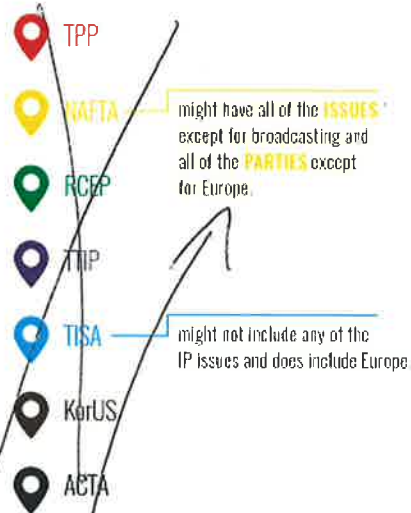 TPP
NAFTA
might have all of the ISSUES
except for broadcasting and
all of the PARTIES except
for Europe.
RCEP
TTIP
TISA
might not include any of the
IP issues and does include Europe
KorUS
ACTA